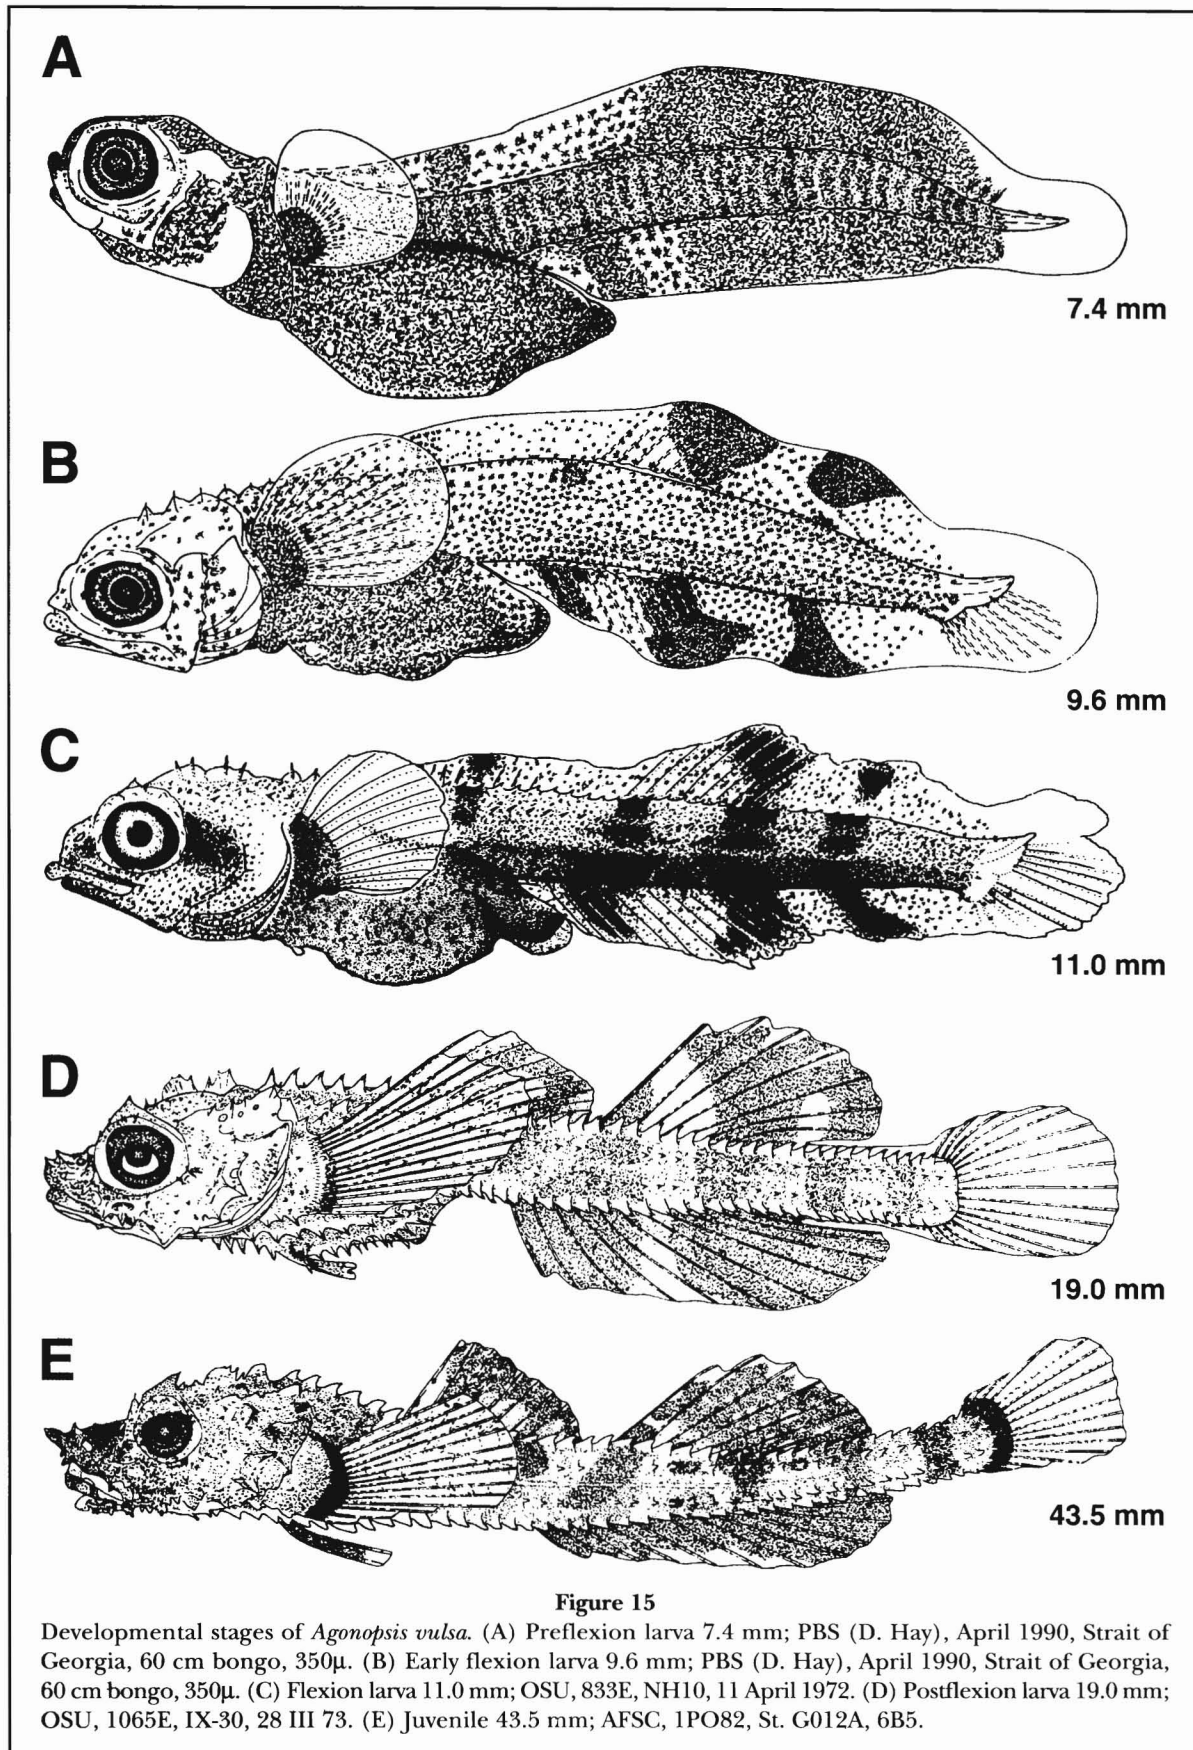 A
7.4 mm
B
9.6 mm
C
11.0 mm
D
19.0 mm
E
43.5 mm
Figure 15
Developmental stages of Agonopsis vulsa. (A) Preflexion larva 7.4 mm; PBS (D. Hay), April 1990, Strait of
Georgia, 60 cm bongo, 350µ. (B) Early flexion larva 9.6 mm; PBS (D. Hay), April 1990, Strait of Georgia,
60 cm bongo, 350µ. (C) Flexion larva 11.0 mm; OSU, 833E, NH10, 11 April 1972. (D) Postflexion larva 19.0 mm;
OSU, 1065E, IX-30, 28 III 73. (E) Juvenile 43.5 mm; AFSC, 1PO82, St. G012A, 6B5.